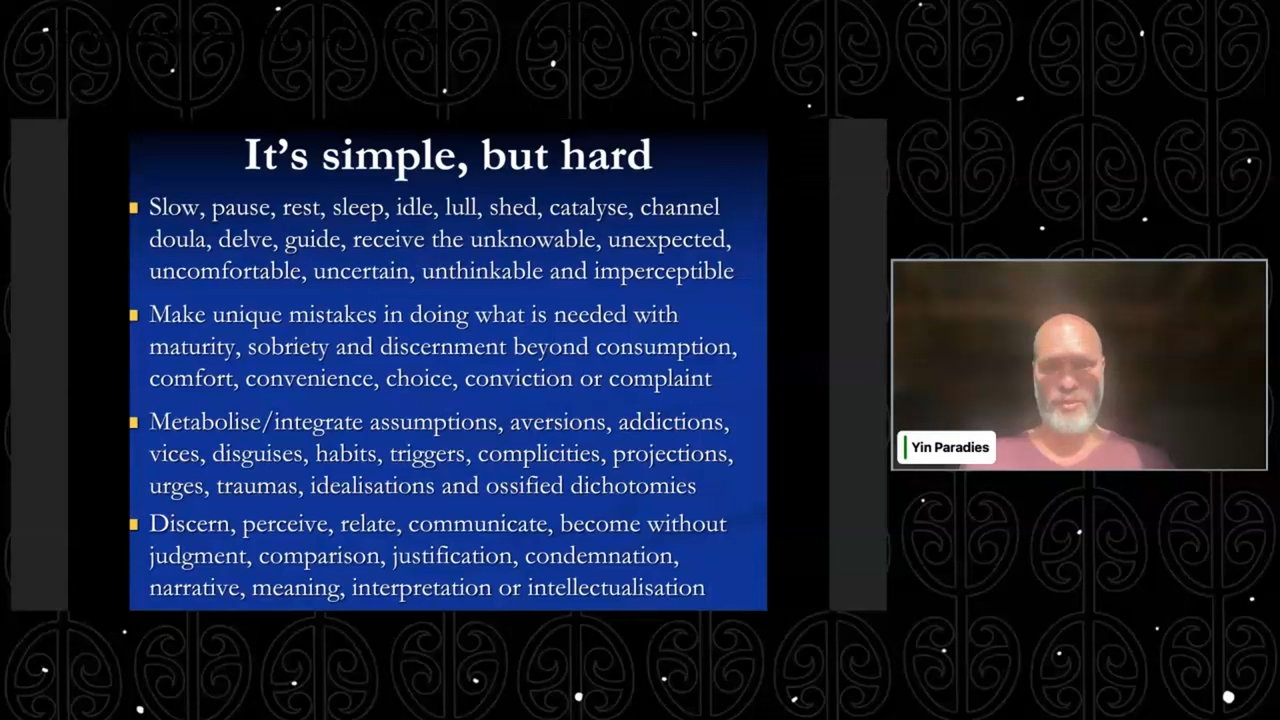 It's simple, but hard
Slow, pause, rest, sleep, idle, lull, shed, catalyse, channel
doula, delve, guide, receive the unknowable, unexpected,
uncomfortable, uncertain, unthinkable and imperceptible
Make unique mistakes in doing what is needed with
maturity, sobriety and discernment beyond consumption,
comfort, convenience, choice, conviction or complaint
Metabolise/integrate assumptions, aversions, addictions,
vices, disguises, habits, triggers, complicities, projections,
urges, traumas, idealisations and ossified dichotomies
Discern, perceive, relate, communicate, become without
judgment, comparison, justification, condemnation,
narrative, meaning, interpretation or intellectualisation
Yin Paradies